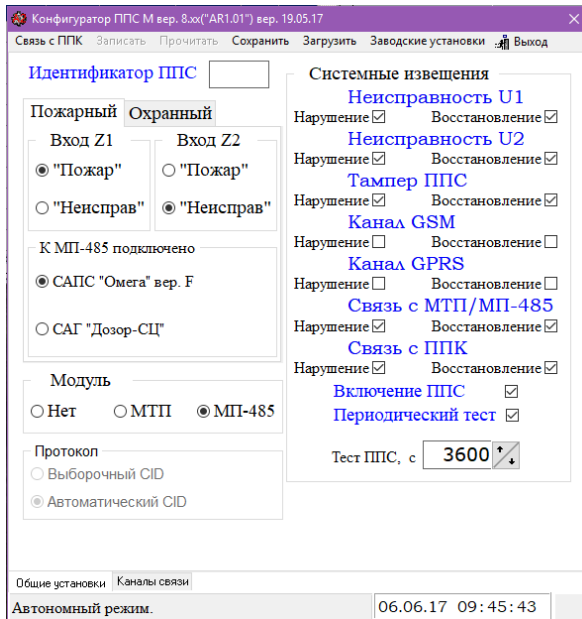 Конфигуратор ППС М вер. 8.xx("AR1.01") вер. 19.05.17
Связь с ППК Записать Прочитать Сохранить Загрузить Заводские установки Выход
Идентификатор ППС
Пожарный Охранный
Вход Z1 Вход Z2
"Пожар" "Пожар"
"Неисправ" "Неисправ"
К МП-485 подключено
САПС "Омега" вер. F
САГ "Дозор-СЦ"
Модуль
Нет МТП МП-485
Протокол
Выборочный CID
Автоматический CID
Системные извещения
Неисправность U1
Нарушение Восстановление
Неисправность U2
Нарушение Восстановление
Тампер ППС
Нарушение Восстановление
Канал GSM
Нарушение Восстановление
Канал GPRS
Нарушение Восстановление
Связь с МТП/МП-485
Нарушение Восстановление
Связь с ППК
Нарушение Восстановление
Включение ППС
Периодический тест
Тест ППС, с 3600
Общие установки Каналы связи
Автономный режим. 06.06.17 09:45:43